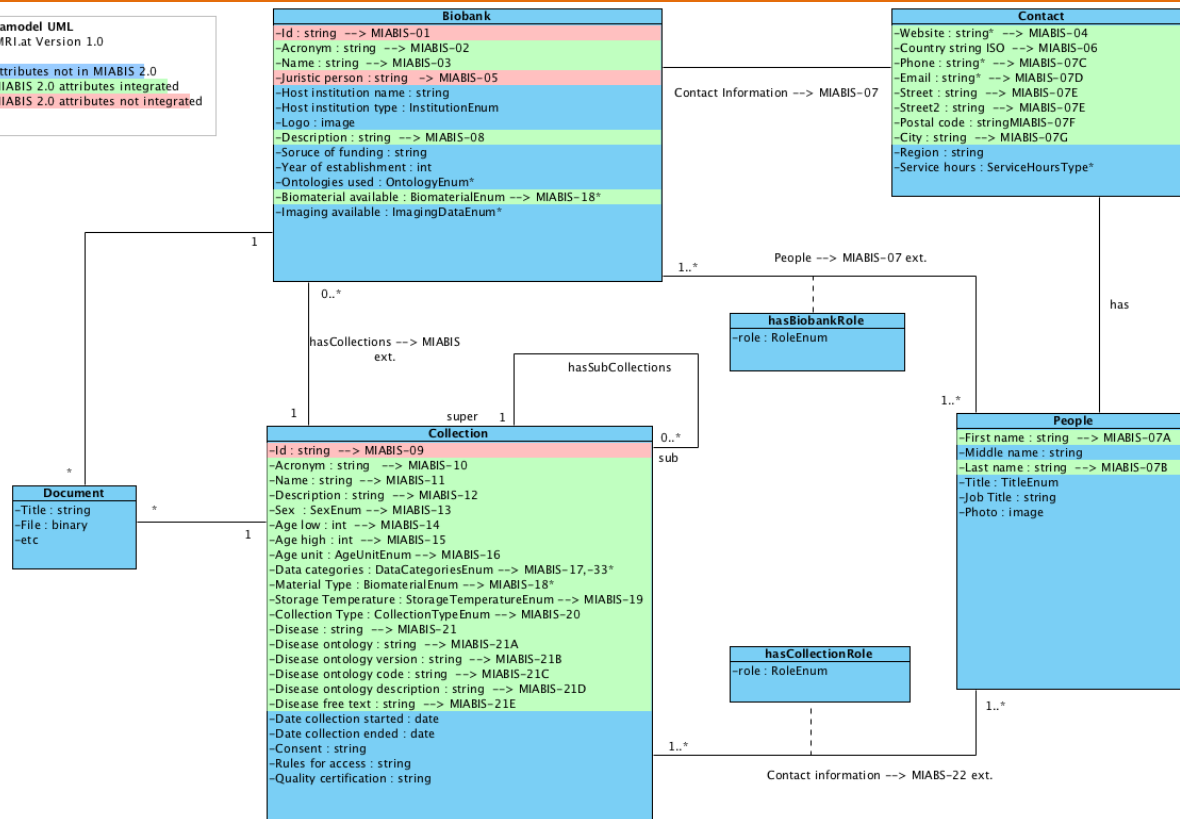 amodel UML
MRI.at Version 1.0
ttributes not in MIABIS 2.0
IIABIS 2.0 attributes integrated
IIABIS 2.0 attributes not integrated
Biobank
-Id : string --> MIABIS-01
-Acronym : string --> MIABIS-02
-Name : string --> MIABIS-03
-Juristic person : string -> MIABIS-05
-Host institution name : string
-Host institution type : InstitutionEnum
-Logo : image
-Description : string --> MIABIS-08
-Soruce of funding : string
-Year of establishment : int
-Ontologies used : OntologyEnum*
-Biomaterial available : BiomaterialEnum --> MIABIS-18*
-Imaging available : ImagingDataEnum*
Contact Information --> MIABIS-07
Contact
-Website : string* --> MIABIS-04
-Country string ISO --> MIABIS-06
-Phone : string* --> MIABIS-07C
-Email : string* --> MIABIS-07D
-Street : string --> MIABIS-07E
-Street2 : string --> MIABIS-07E
-Postal code : stringMIABIS-07F
-City : string --> MIABIS-07G
-Region : string
-Service hours : ServiceHoursType*
1
0..*
1..*
People --> MIABIS-07 ext.
hasBiobankRole
-role : RoleEnum
has
hasCollections --> MIABIS
ext.
hasSubCollections
1
super
1
0..*
sub
1..*
*
Document
-Title : string
-File : binary
-etc
*
1
Collection
-Id : string --> MIABIS-09
-Acronym : string --> MIABIS-10
-Name : string --> MIABIS-11
-Description : string --> MIABIS-12
-Sex : SexEnum --> MIABIS-13
-Age low : int --> MIABIS-14
-Age high : int --> MIABIS-15
-Age unit : AgeUnitEnum --> MIABIS-16
-Data categories : DataCategoriesEnum --> MIABIS-17,-33*
-Material Type : BiomaterialEnum --> MIABIS-18*
-Storage Temperature : StorageTemperatureEnum --> MIABIS-19
-Collection Type : CollectionTypeEnum --> MIABIS-20
-Disease : string --> MIABIS-21
-Disease ontology : string --> MIABIS-21A
-Disease ontology version : string --> MIABIS-21B
-Disease ontology code : string --> MIABIS-21C
-Disease ontology description : string --> MIABIS-21D
-Disease free text : string --> MIABIS-21E
-Date collection started : date
-Date collection ended : date
-Consent : string
-Rules for access : string
-Quality certification : string
People
-First name : string --> MIABIS-07A
-Middle name : string
-Last name : string --> MIABIS-07B
-Title : TitleEnum
-Job Title : string
-Photo : image
hasCollectionRole
-role : RoleEnum
1..*
1..*
Contact information --> MIABS-22 ext.